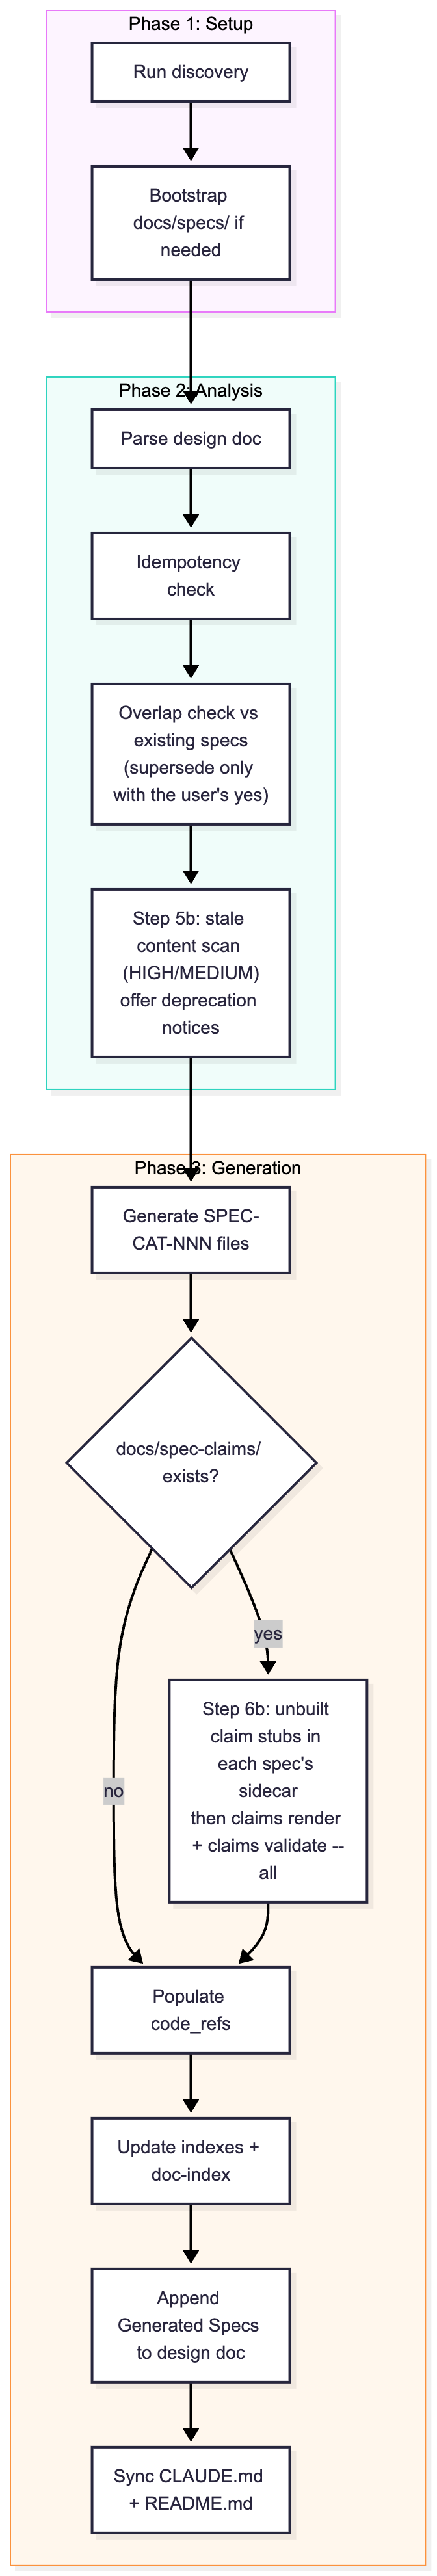 Phase 1: Setup
Run discovery
Bootstrap
docs/specs/ if
needed
Phase 2: Analysis
Parse design doc
Idempotency
check
Overlap check vs
existing specs
(supersede only
with the user's yes)
Step 5b: stale
content scan
(HIGH/MEDIUM)
offer deprecation
notices
Phase 3: Generation
Generate SPEC-
CAT-NNN files
docs/spec-claims/
exists?
yes
Step 6b: unbuilt
claim stubs in
each spec's
sidecar
then claims render
+ claims validate --
all
no
Populate
code_refs
Update indexes +
doc-index
Append
Generated Specs
to design doc
Sync CLAUDE.md
+ README.md